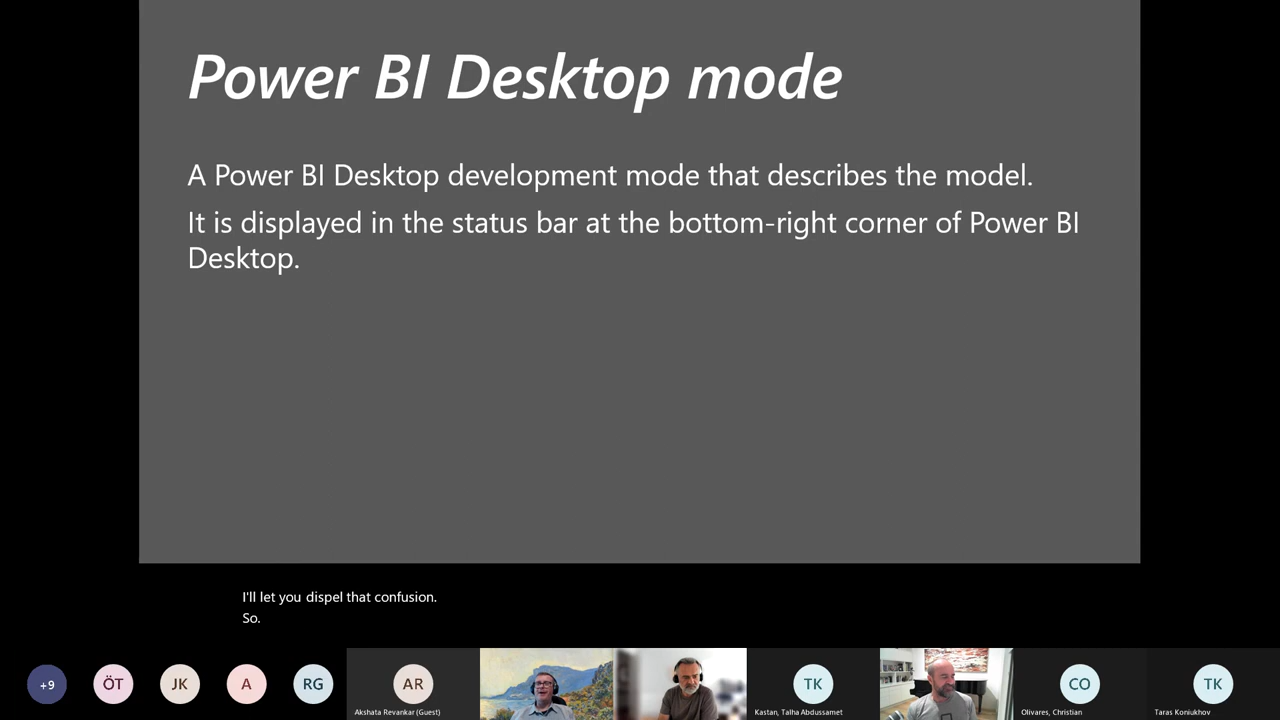 Power BI Desktop mode
A Power BI Desktop development mode that describes the model.
It is displayed in the status bar at the bottom-right corner of Power BI
Desktop.
I'll let you dispel that confusion.
So.
+9
ÖT
JK
A
RG
AR
TK
CO
TK
Akshata Revankar (Guest)
Kastan, Talha Abdussamet
Olivares, Christian
Taras Koniukhov